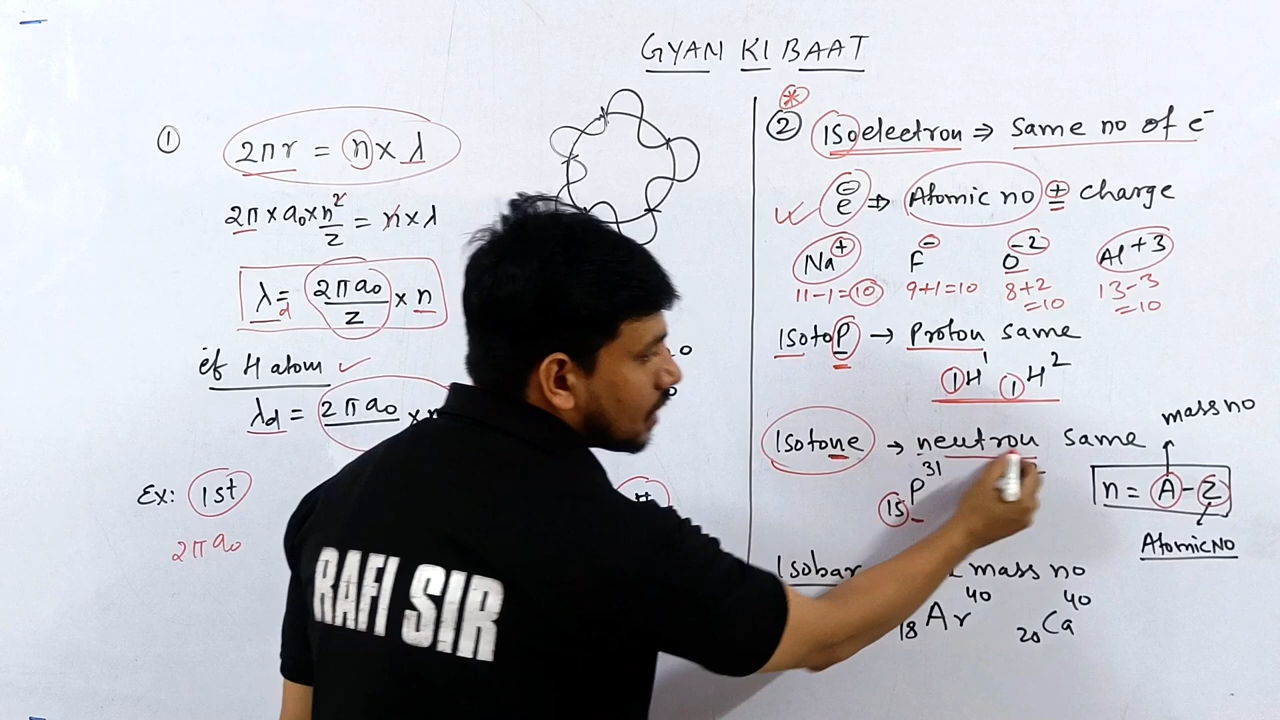 GYAN KI BAAT
① 2πr = n × λ
2π × a₀ × n²/Z = n × λ
λd = 2πa₀/Z × n
if H atom ✓
λd = 2πa₀
Ex: 1st
2πa₀
*
② Isoelectron ⇒ Same no of e⁻
e⁻ ⇒ Atomic no ± charge
Na⁺ F⁻ O⁻² Al⁺³
11-1=10 9+1=10 8+2=10 13-3=10
IsotoP → Proton same
₁H¹ ₁H²
Isotone → neutron same
mass no
₁₅P³¹
n = A - Z
Atomic NO
Isobar mass no
₁₈Ar⁴⁰ ₂₀Ca⁴⁰
RAFI SIR